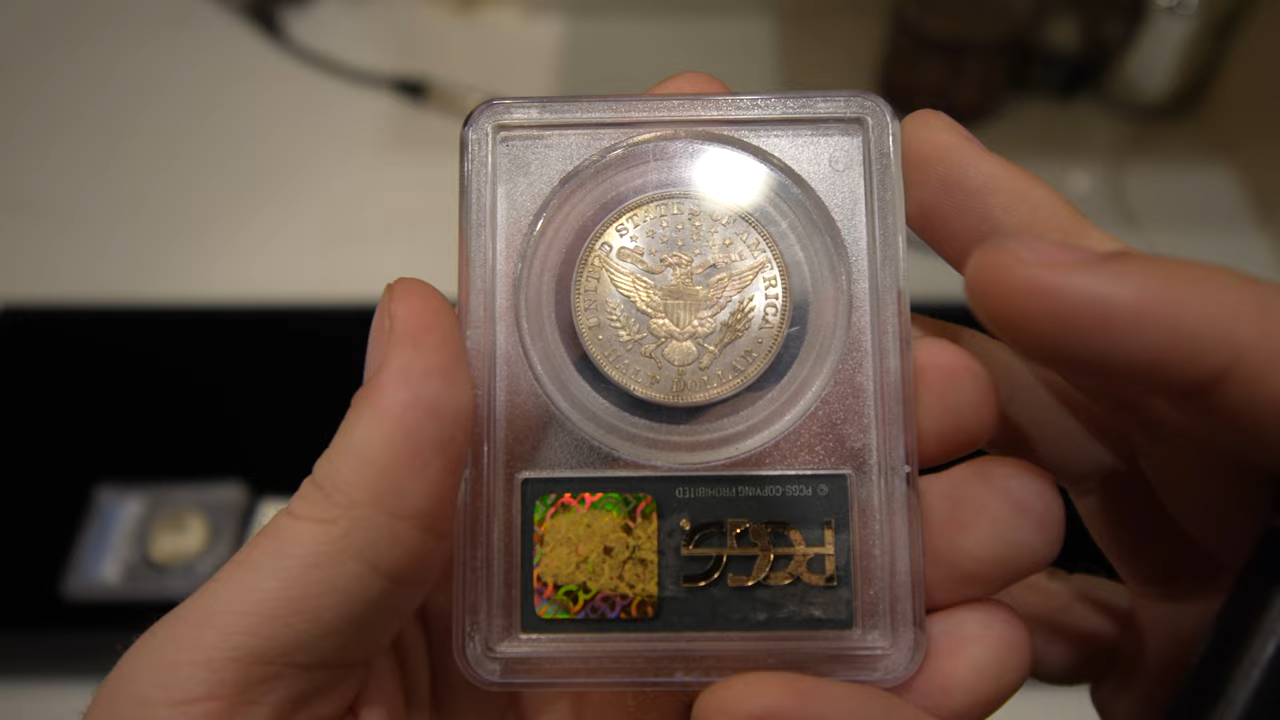 UNITED STATES OF AMERICA
HALF DOLLAR
© PCGS-COPYING PROHIBITED
PCGS